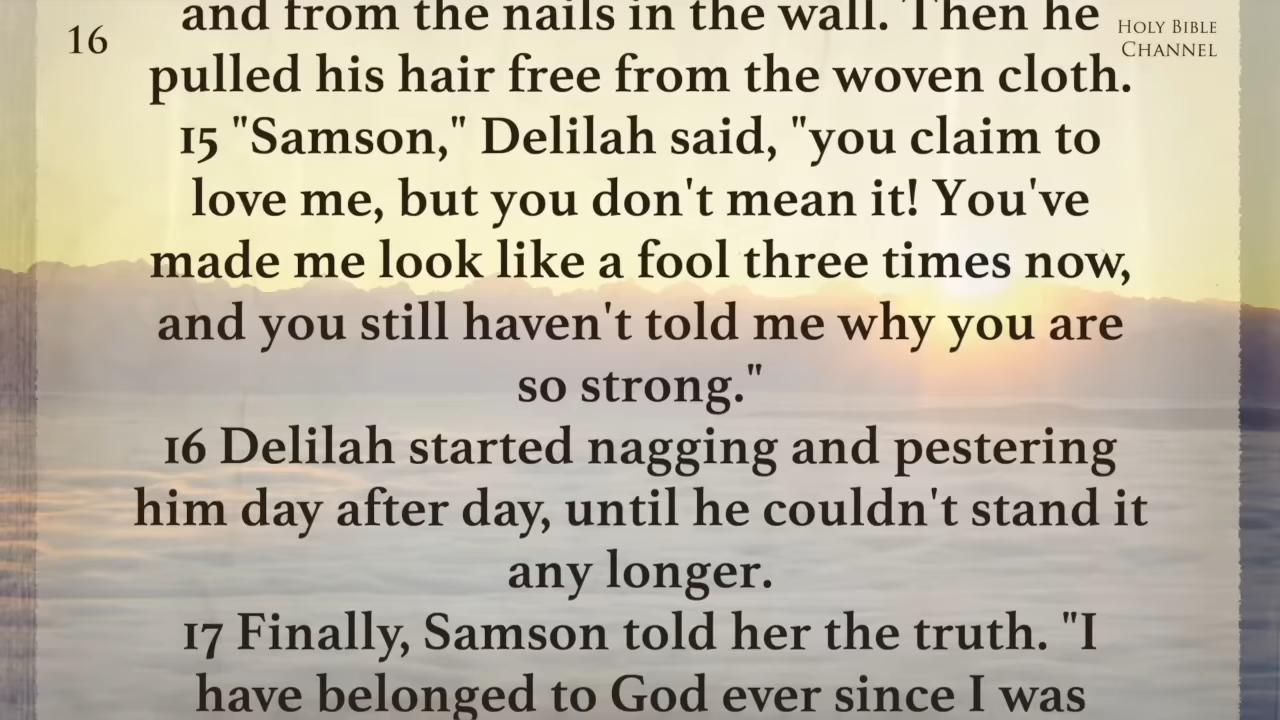 16
HOLY BIBLE
CHANNEL
and from the nails in the wall. Then he
pulled his hair free from the woven cloth.
15 "Samson," Delilah said, "you claim to
love me, but you don't mean it! You've
made me look like a fool three times now,
and you still haven't told me why you are
so strong."
16 Delilah started nagging and pestering
him day after day, until he couldn't stand it
any longer.
17 Finally, Samson told her the truth. "I
have belonged to God ever since I was